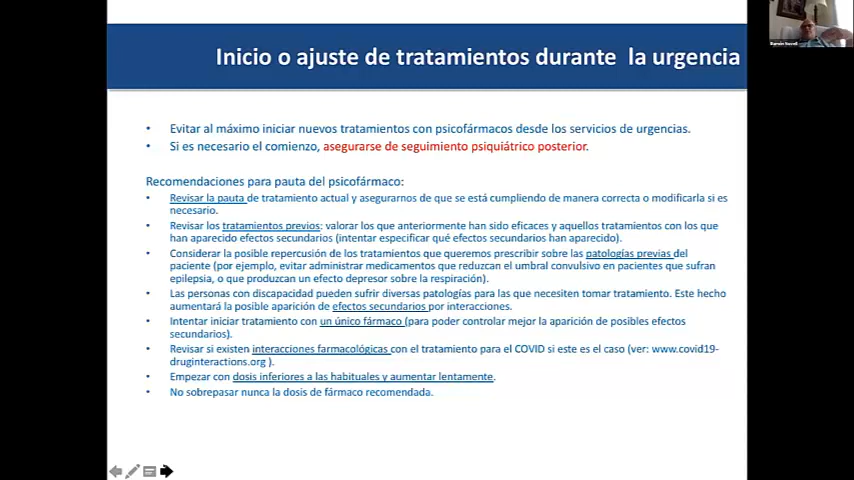 Inicio o ajuste de tratamientos durante la urgencia
• Evitar al máximo iniciar nuevos tratamientos con psicofármacos desde los servicios de urgencias.
• Si es necesario el comienzo, asegurarse de seguimiento psiquiátrico posterior.
Recomendaciones para pauta del psicofármaco:
• Revisar la pauta de tratamiento actual y asegurarnos de que se está cumpliendo de manera correcta o modificarla si es
necesario.
• Revisar los tratamientos previos: valorar los que anteriormente han sido eficaces y aquellos tratamientos con los que
han aparecido efectos secundarios (intentar especificar qué efectos secundarios han aparecido).
• Considerar la posible repercusión de los tratamientos que queremos prescribir sobre las patologías previas del
paciente (por ejemplo, evitar administrar medicamentos que reduzcan el umbral convulsivo en pacientes que sufran
epilepsia, o que produzcan un efecto depresor sobre la respiración).
• Las personas con discapacidad pueden sufrir diversas patologías para las que necesiten tomar tratamiento. Este hecho
aumentará la posible aparición de efectos secundarios por interacciones.
• Intentar iniciar tratamiento con un único fármaco (para poder controlar mejor la aparición de posibles efectos
secundarios).
• Revisar si existen interacciones farmacológicas con el tratamiento para el COVID si este es el caso (ver: www.covid19-
druginteractions.org ).
• Empezar con dosis inferiores a las habituales y aumentar lentamente.
• No sobrepasar nunca la dosis de fármaco recomendada.